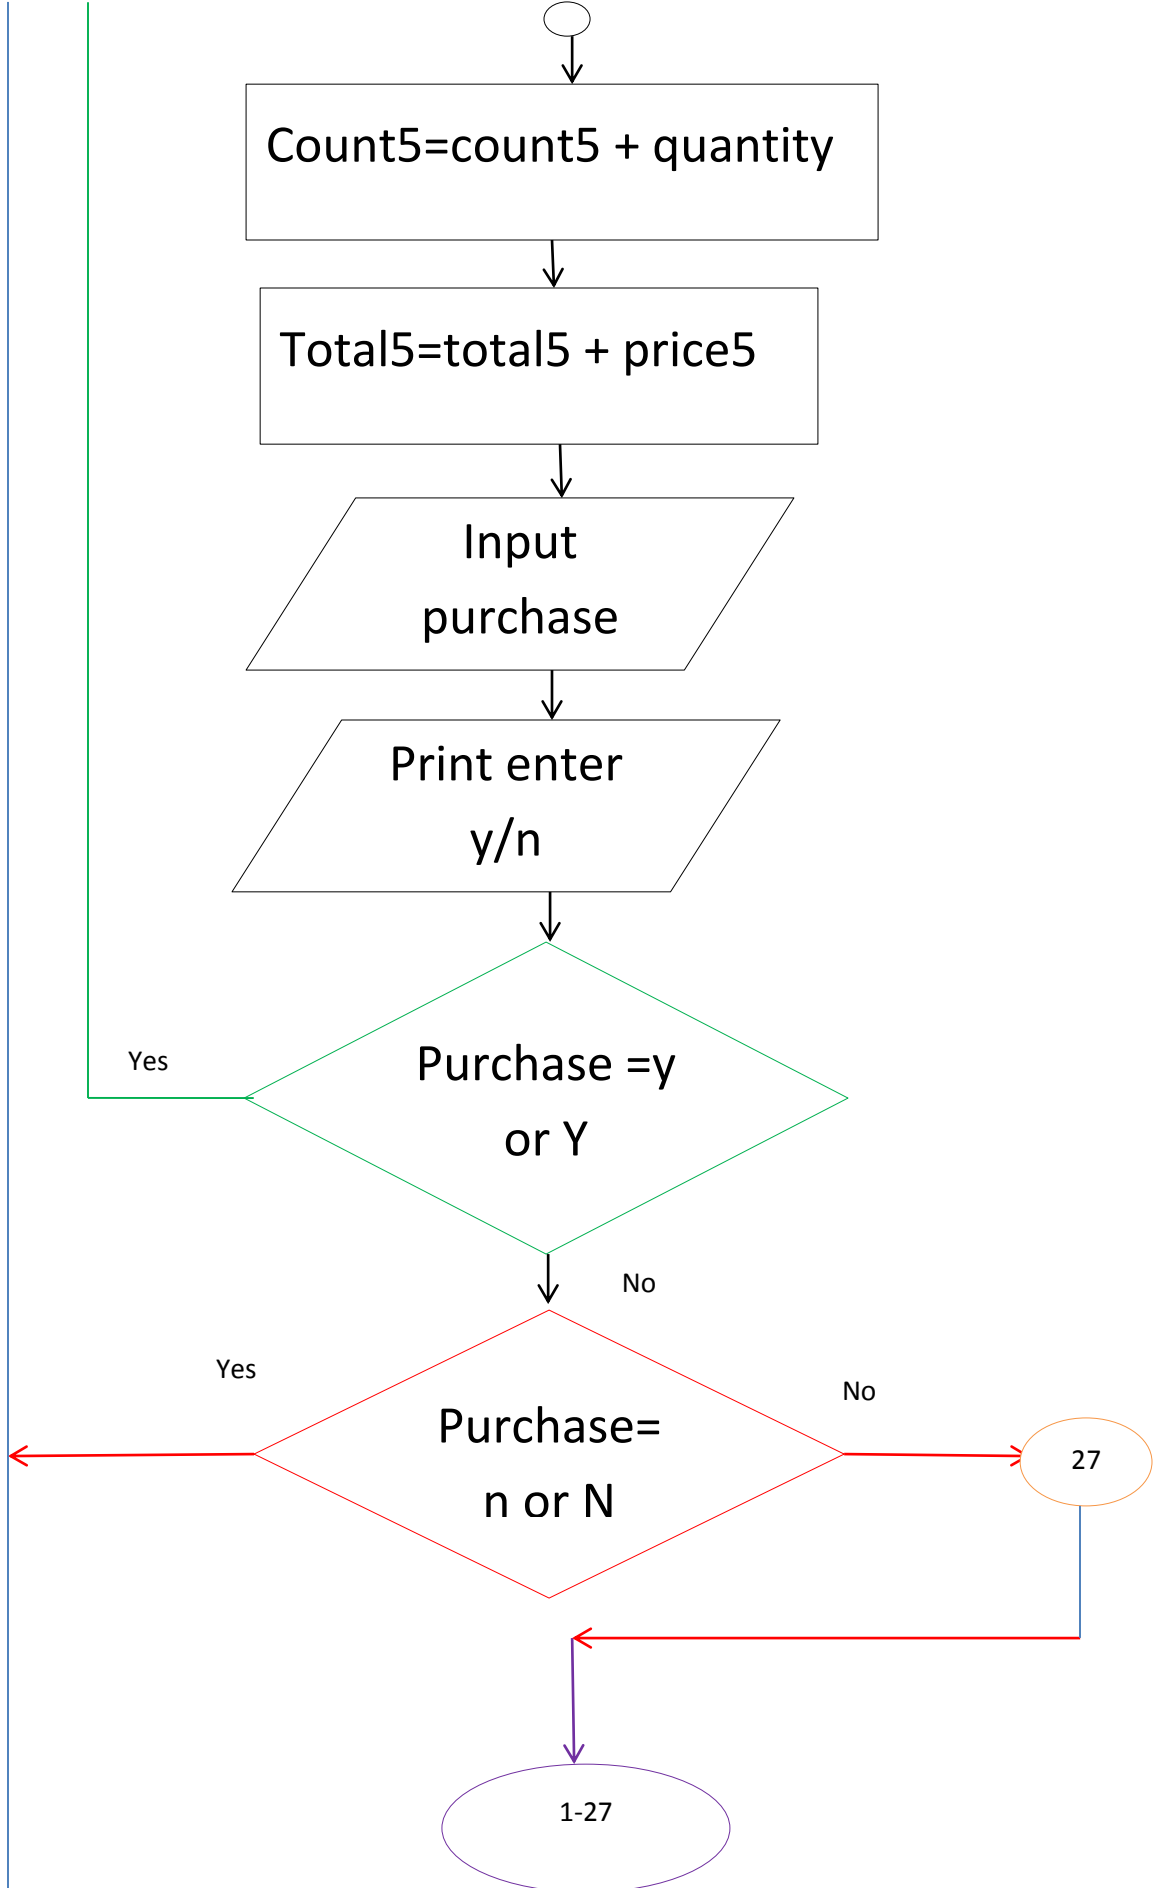 Count5=count5 + quantity
Total5=total5 + price5
Input
purchase
Print enter
y/n
Purchase =y
or Y
Yes
No
Yes
No
Purchase=
n or N
27
1-27